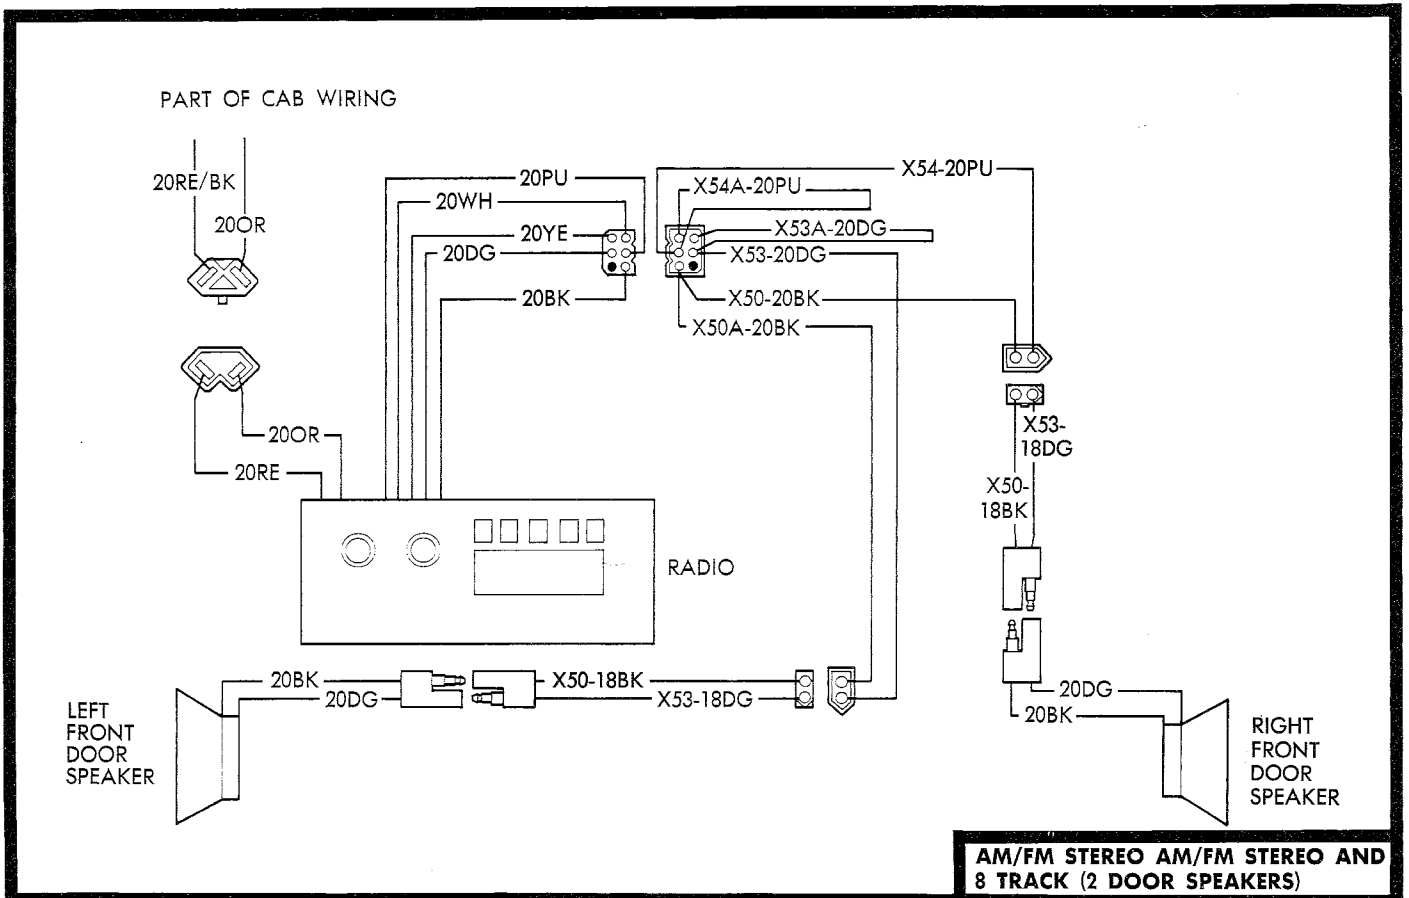 PART OF CAB WIRING
20RE/BK
20OR
20PU
20WH
20YE
20DG
20BK
X54-20PU
X54A-20PU
X53A-20DG
X53-20DG
X50-20BK
X50A-20BK
20OR
20RE
RADIO
X53-
18DG
X50-
18BK
20BK
20DG
X50-18BK
X53-18DG
20DG
20BK
LEFT
FRONT
DOOR
SPEAKER
RIGHT
FRONT
DOOR
SPEAKER
AM/FM STEREO AM/FM STEREO AND
8 TRACK (2 DOOR SPEAKERS)